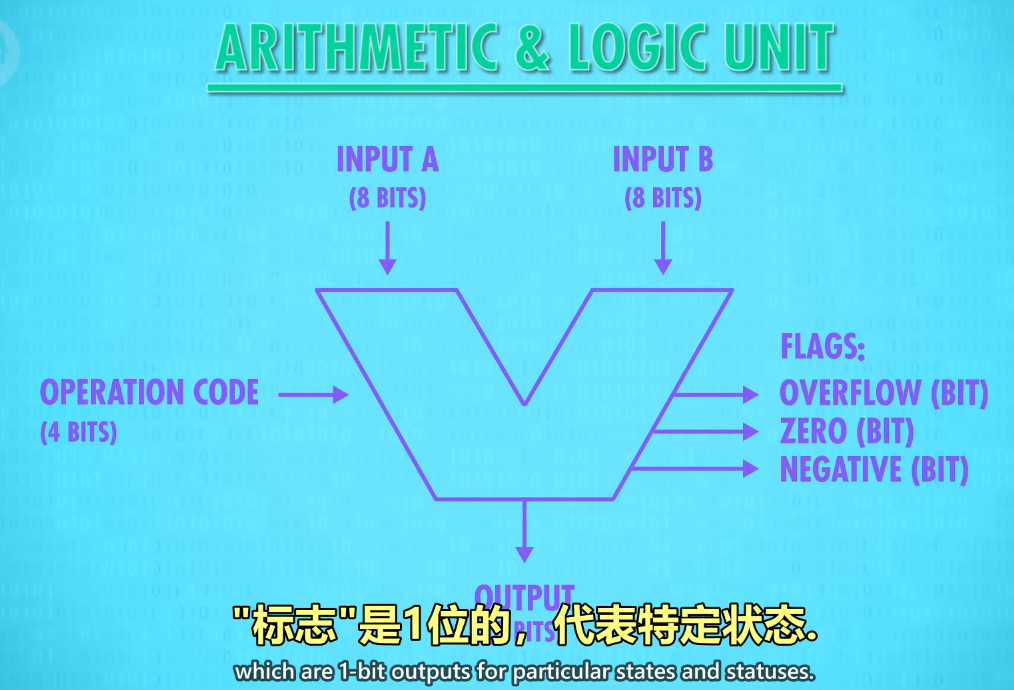 ARITHMETIC & LOGIC UNIT
INPUT A
(8 BITS)
INPUT B
(8 BITS)
OPERATION CODE
(4 BITS)
FLAGS:
OVERFLOW (BIT)
ZERO (BIT)
NEGATIVE (BIT)
OUTPUT
BITS
"标志"是1位的，代表特定状态.
which are 1-bit outputs for particular states and statuses.